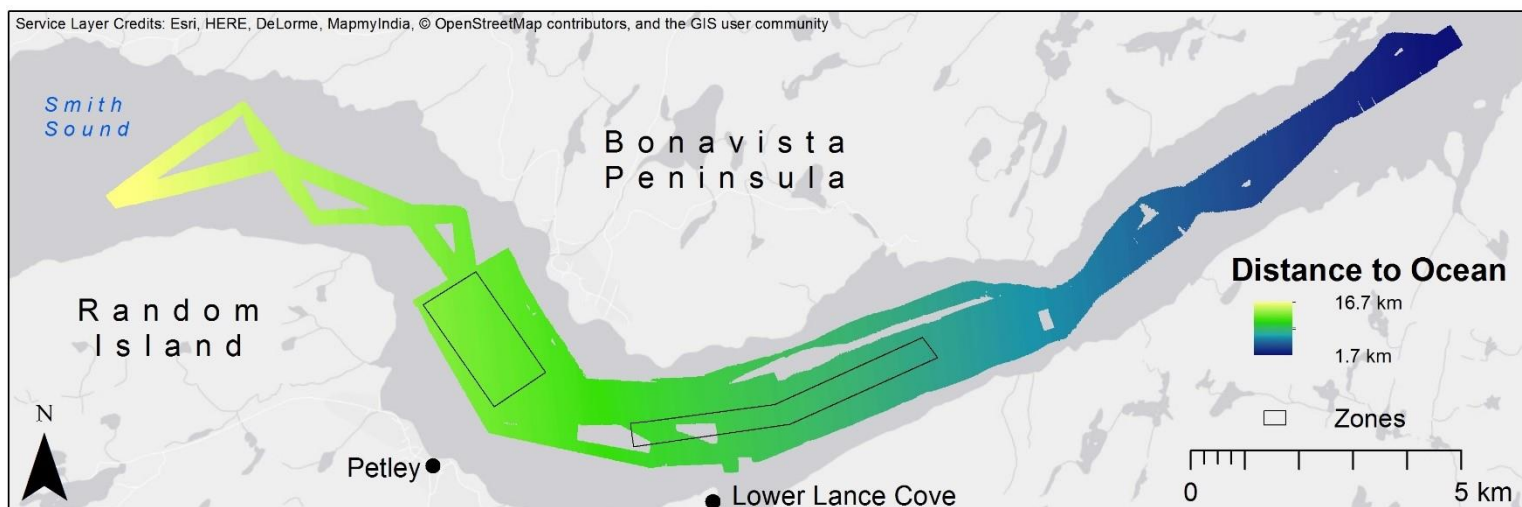 Service Layer Credits: Esri, HERE, DeLorme, MapmyIndia, © OpenStreetMap contributors, and the GIS user community
Smith
Sound
Bonavista
Peninsula
Random
Island
Distance to Ocean
16.7 km
1.7 km
Zones
N
Petley
Lower Lance Cove
0
5 km